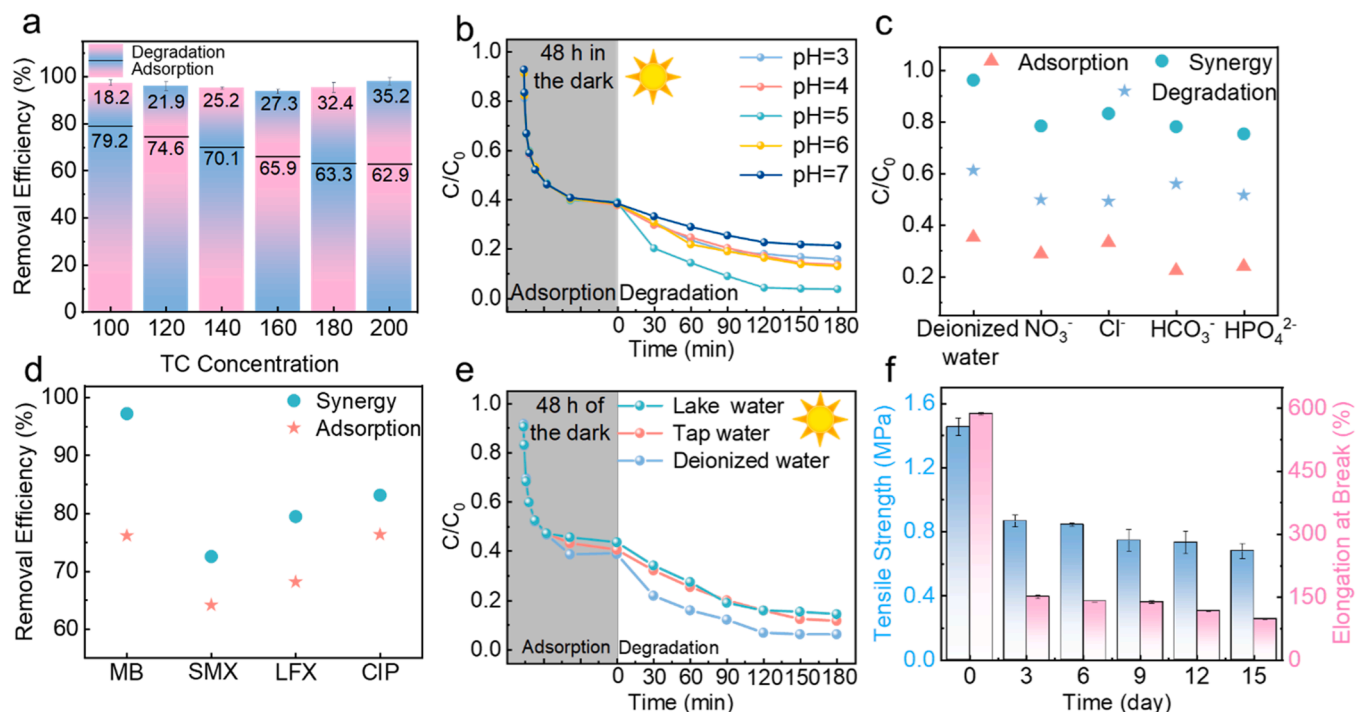 a
Removal Efficiency (%)
120
100
80
60
40
20
0
Degradation
Adsorption
18.2
21.9
25.2
27.3
32.4
35.2
79.2
74.6
70.1
65.9
63.3
62.9
100
120
140
160
180
200
TC Concentration
b
C/C0
1.0
0.8
0.6
0.4
0.2
0.0
48 h in
the dark
pH=3
pH=4
pH=5
pH=6
pH=7
Adsorption
Degradation
0 30 60 90 120 150 180
Time (min)
c
C/C0
1.0
0.8
0.6
0.4
0.2
Adsorption
Synergy
Degradation
Deionized
water
NO3-
Cl-
HCO3-
HPO42-
d
Removal Efficiency (%)
100
90
80
70
60
Synergy
Adsorption
MB
SMX
LFX
CIP
e
C/C0
1.0
0.8
0.6
0.4
0.2
0.0
48 h of
the dark
Lake water
Tap water
Deionized water
Adsorption
Degradation
0 30 60 90 120 150 180
Time (min)
f
Tensile Strength (MPa)
1.6
1.2
0.8
0.4
0.0
Elongation at Break (%)
600
450
300
150
0
0 3 6 9 12 15
Time (day)